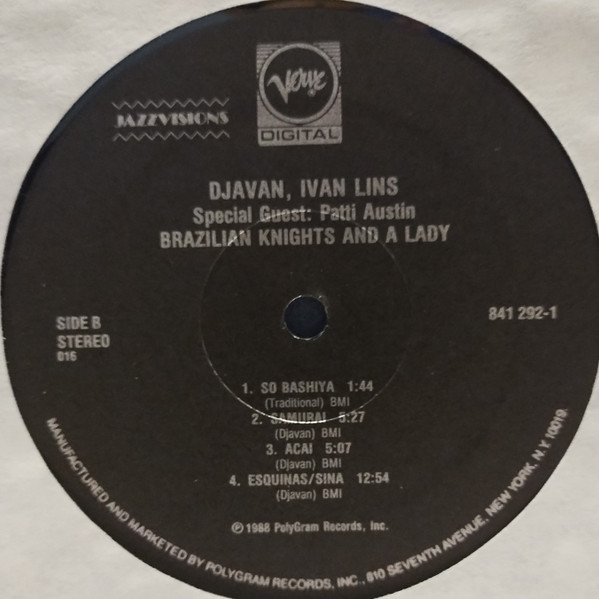 Verve
DIGITAL
JAZZVISIONS
DJAVAN, IVAN LINS
Special Guest: Patti Austin
BRAZILIAN KNIGHTS AND A LADY
SIDE B
STEREO
016
841 292-1
1. SO BASHIYA 1:44
(Traditional) BMI
2. SAMURAI 5:27
(Djavan) BMI
3. ACAI 5:07
(Djavan) BMI
4. ESQUINAS/SINA 12:54
(Djavan) BMI
℗ 1988 PolyGram Records, Inc.
MANUFACTURED AND MARKETED BY POLYGRAM RECORDS, INC., 810 SEVENTH AVENUE, NEW YORK, N.Y. 10019.